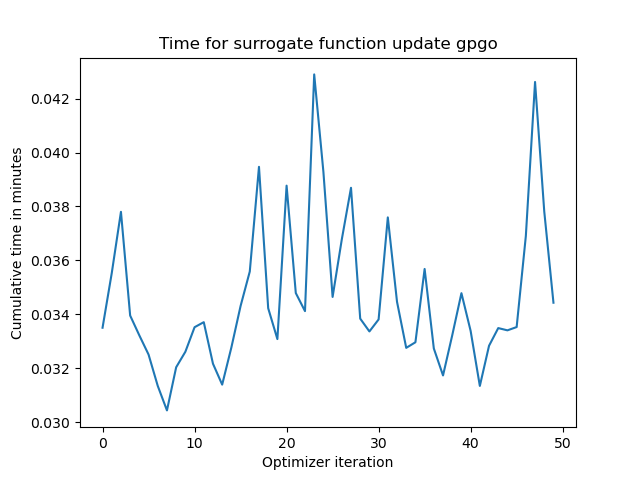 Time for surrogate function update gpgo
Cumulative time in minutes
0.042
0.040
0.038
0.036
0.034
0.032
0.030
0 10 20 30 40 50
Optimizer iteration